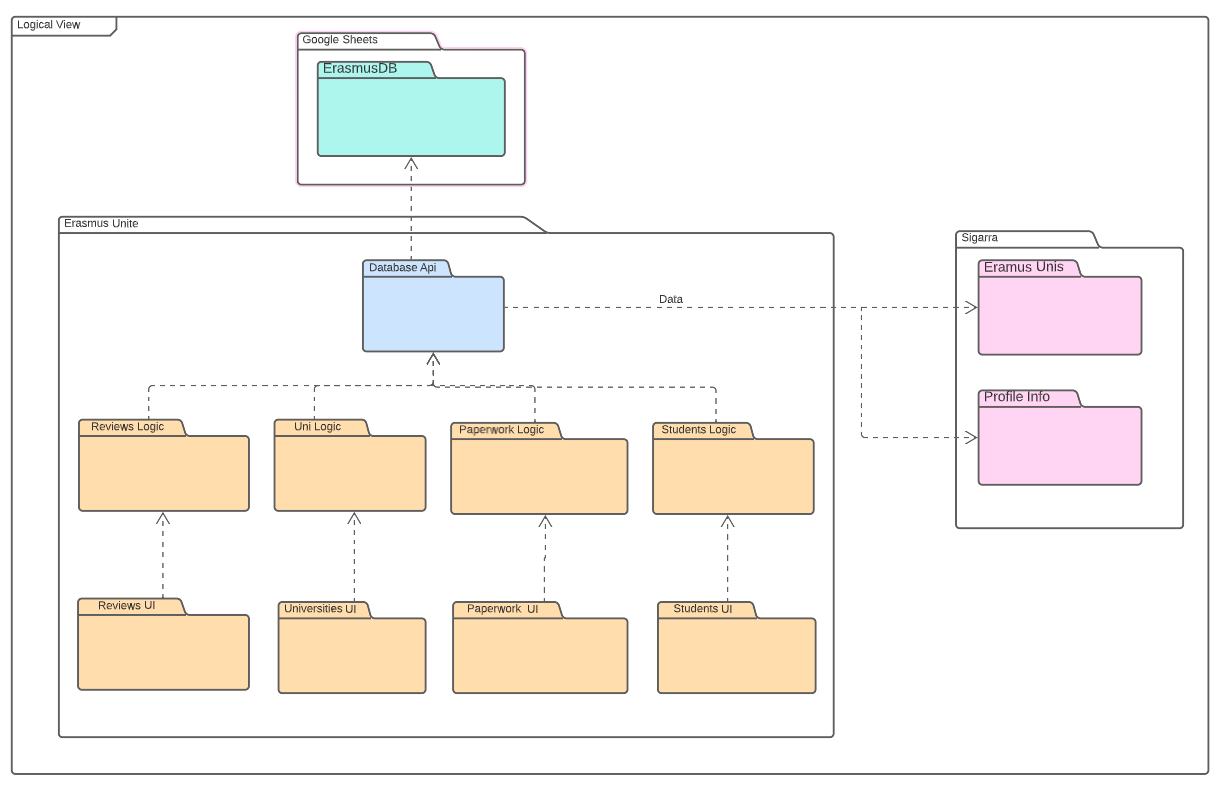 Logical View
Google Sheets
ErasmusDB
Erasmus Unite
Sigarra
Database Api
Eramus Unis
Data
Profile Info
Reviews Logic
Uni Logic
Paperwork Logic
Students Logic
Reviews UI
Universities UI
Paperwork UI
Students UI